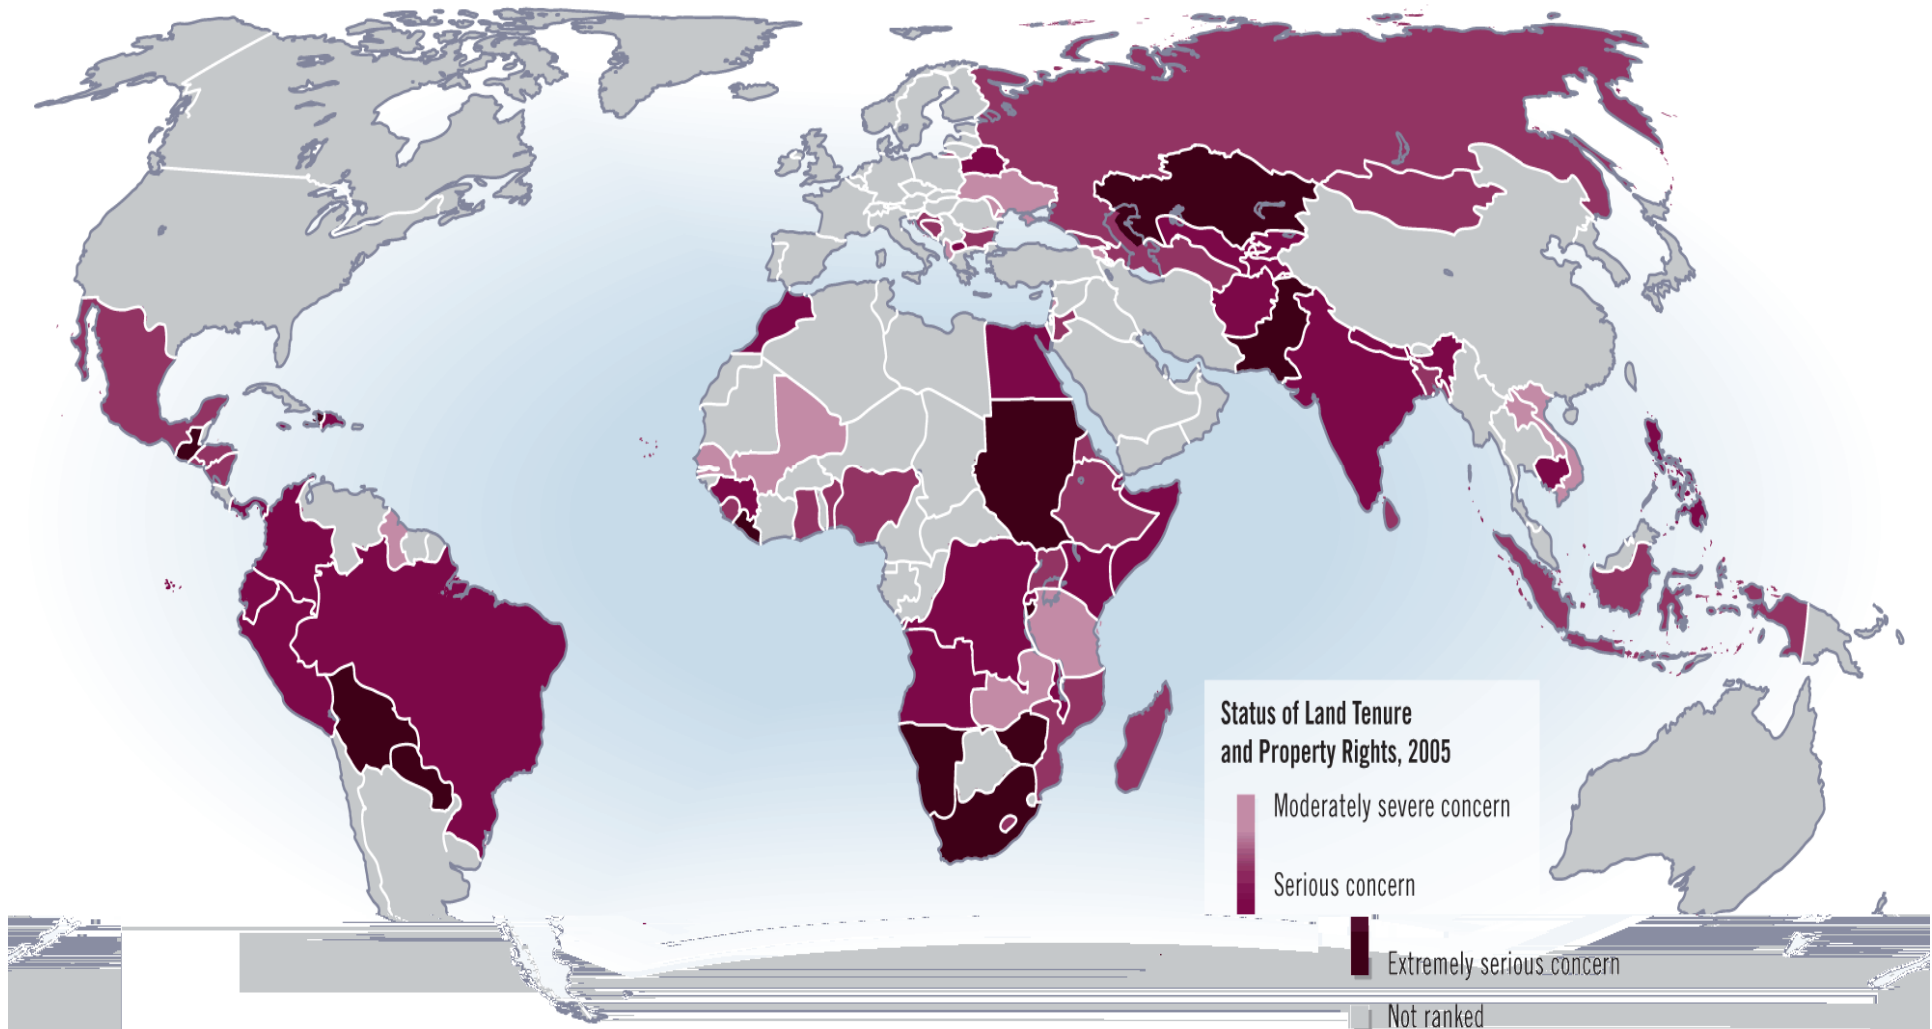 Status of Land Tenure
and Property Rights, 2005
Moderately severe concern
Serious concern
Extremely serious concern
Not ranked